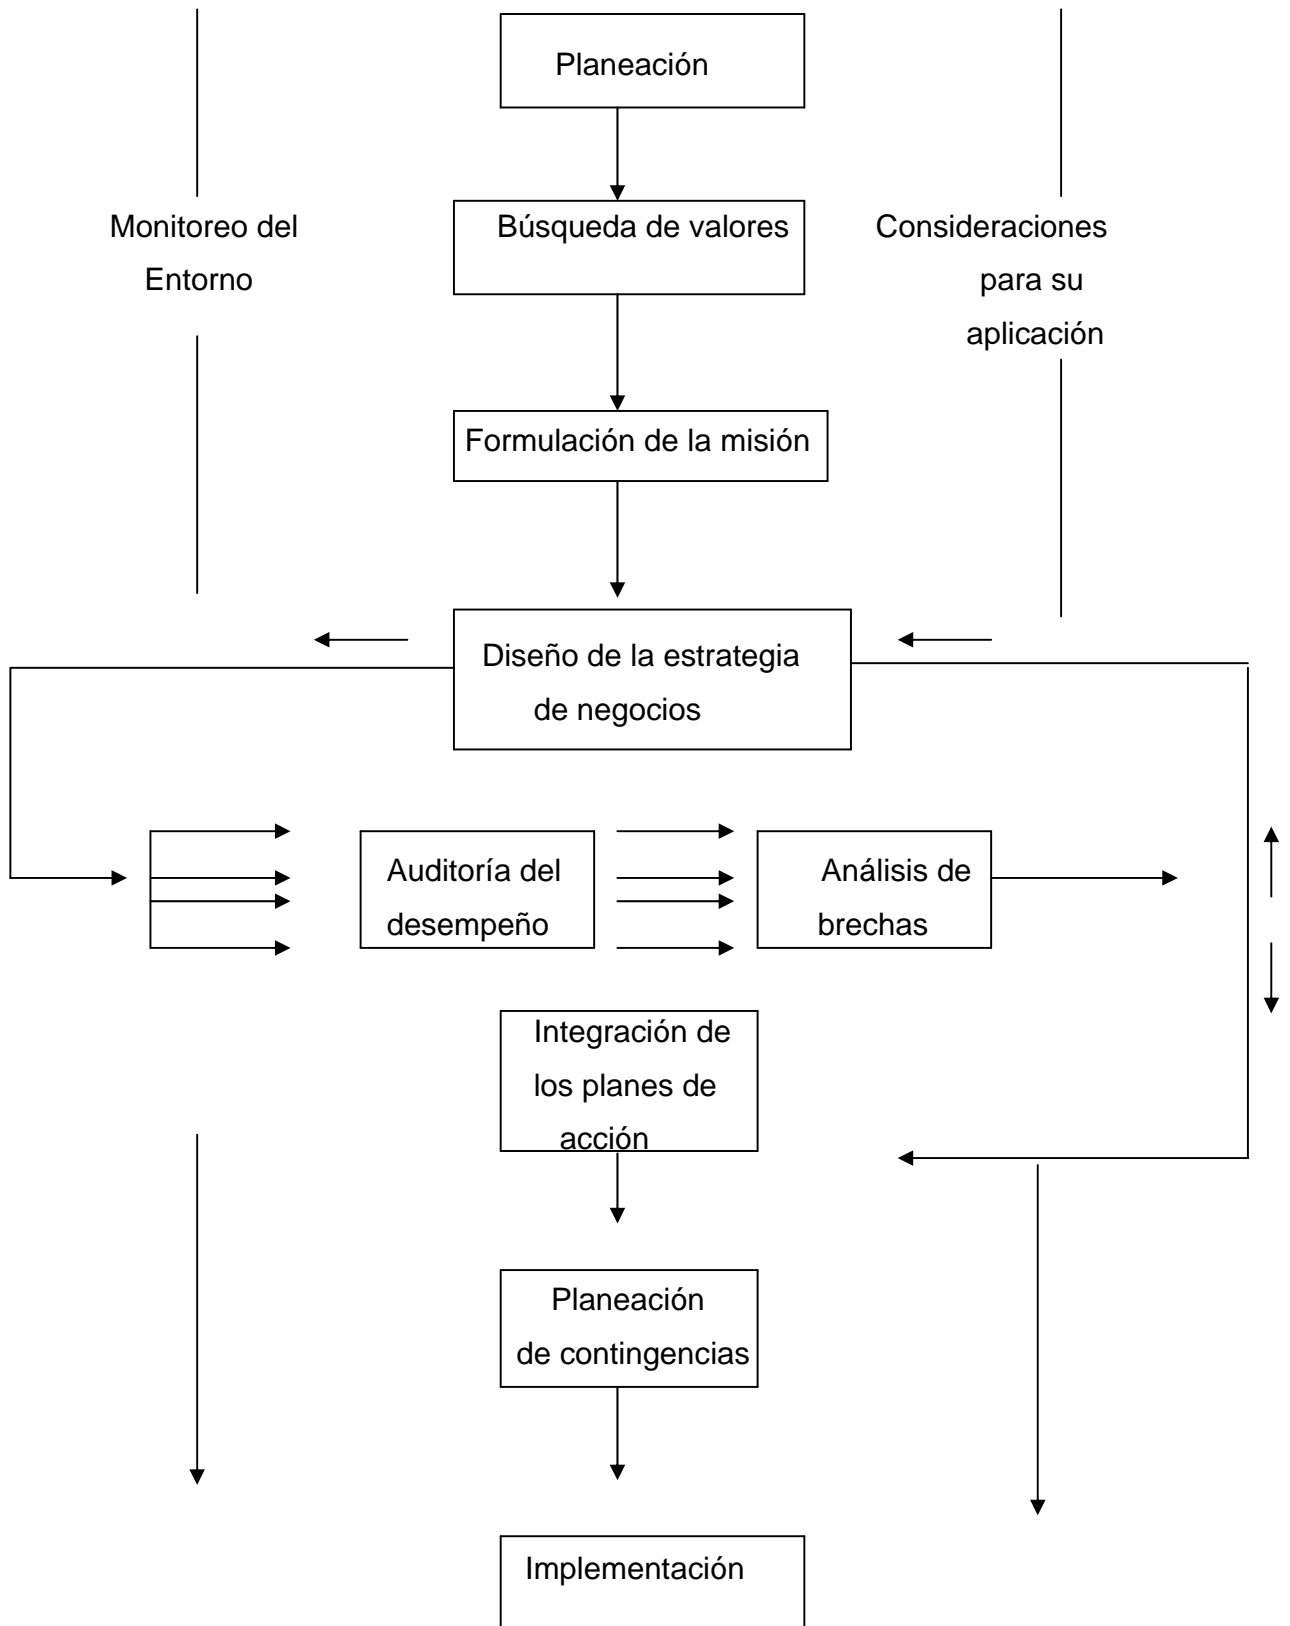 Planeación
Monitoreo del
Entorno
Búsqueda de valores
Consideraciones
para su
aplicación
Formulación de la misión
Diseño de la estrategia
de negocios
Auditoría del
desempeño
Análisis de
brechas
Integración de
los planes de
acción
Planeación
de contingencias
Implementación